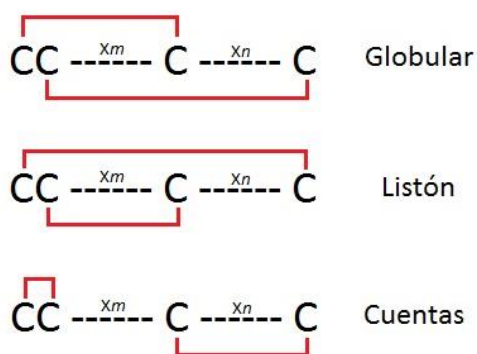 Xm Xn
CC ------ C ------ C Globular
Xm Xn
CC ------ C ------ C Listón
Xm Xn
CC ------ C ------ C Cuentas